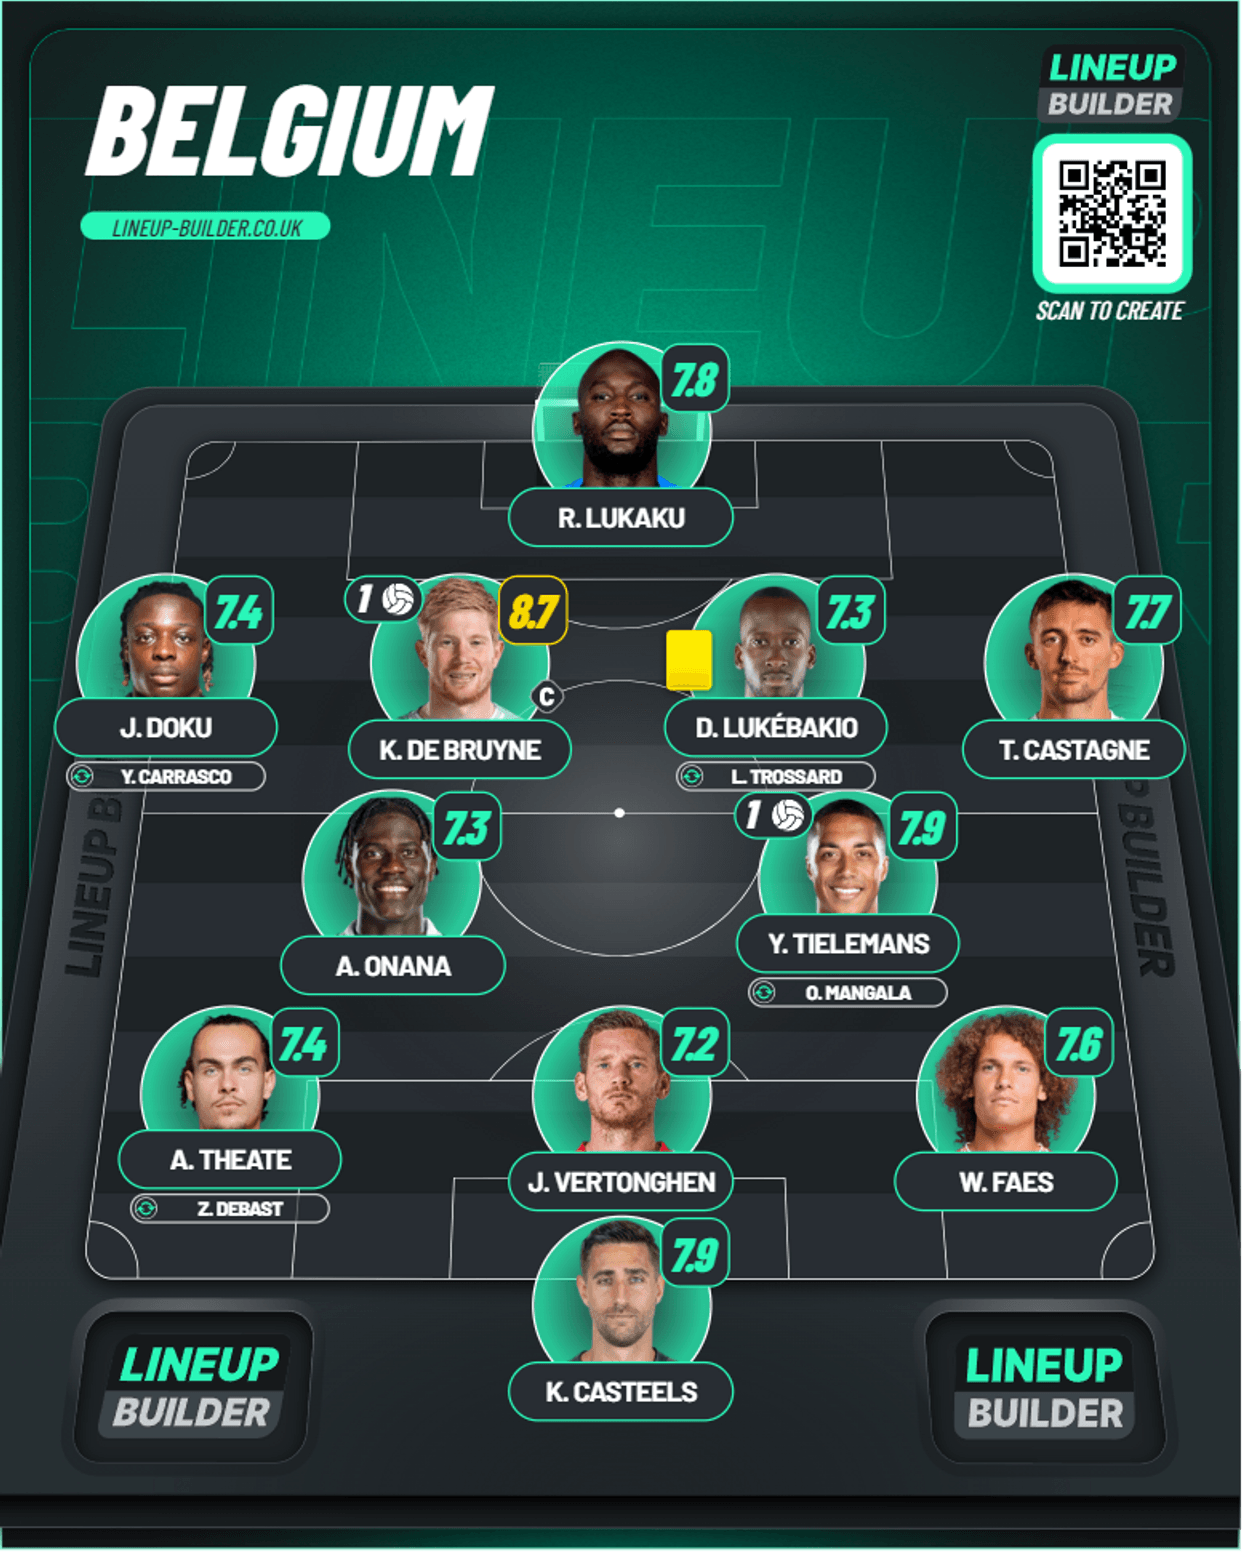 BELGIUM
LINEUP-BUILDER.CO.UK
LINEUP
BUILDER
SCAN TO CREATE
7.8
R. LUKAKU
7.4
J. DOKU
Y. CARRASCO
1
8.7
C
K. DE BRUYNE
7.3
D. LUKÉBAKIO
L. TROSSARD
7.7
T. CASTAGNE
7.3
A. ONANA
1
7.9
Y. TIELEMANS
O. MANGALA
7.4
A. THEATE
Z. DEBAST
7.2
J. VERTONGHEN
7.6
W. FAES
7.9
K. CASTEELS
LINEUP
BUILDER
LINEUP
BUILDER